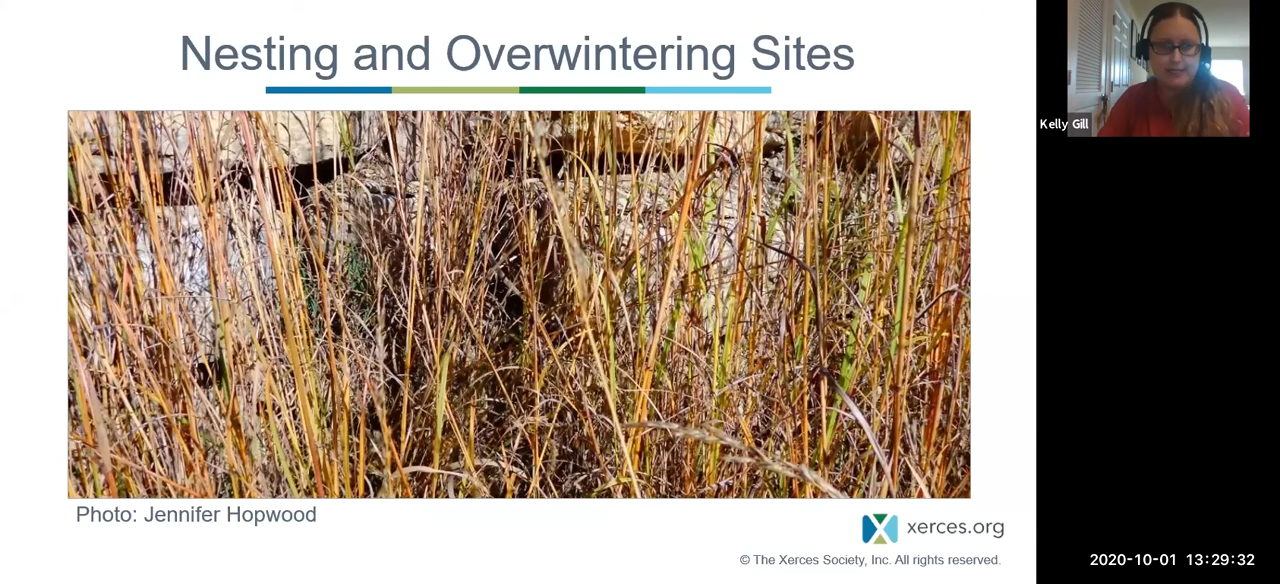 Nesting and Overwintering Sites
Kelly Gill
Photo: Jennifer Hopwood
xerces.org
© The Xerces Society, Inc. All rights reserved.
2020-10-01 13:29:32